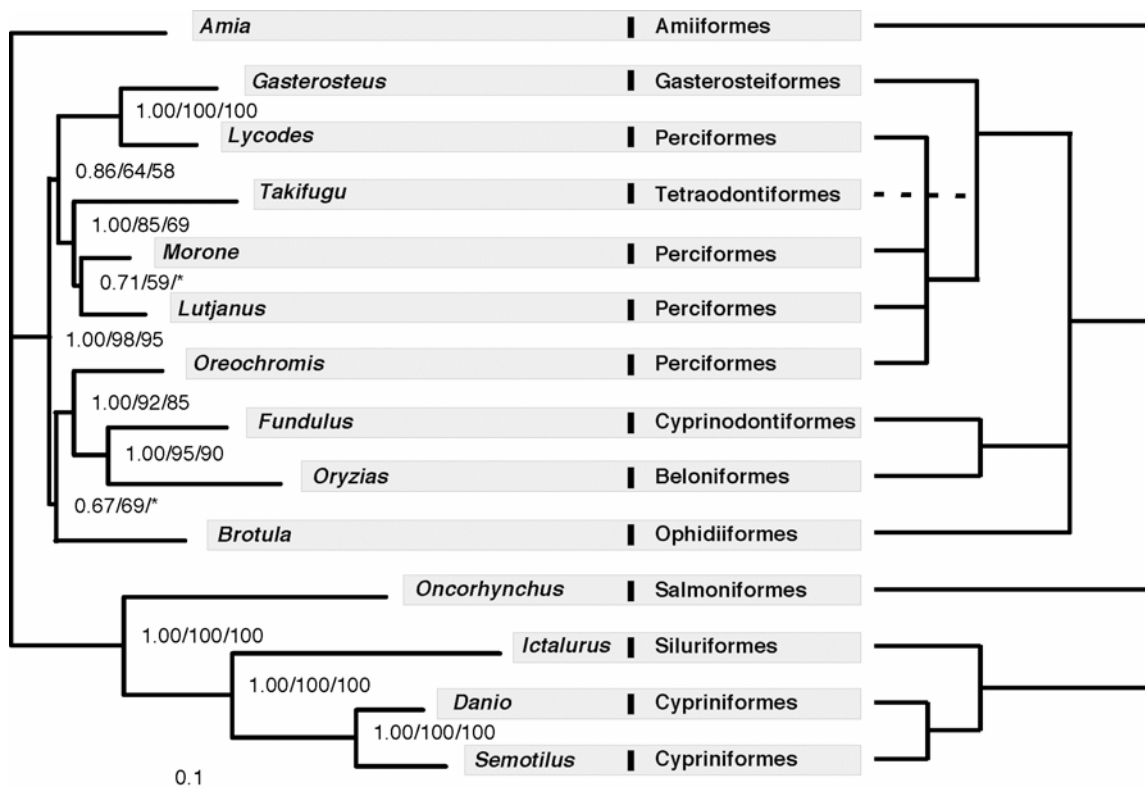 Amia Amiiformes
Gasterosteus Gasterosteiformes
1.00/100/100
Lycodes Perciformes
0.86/64/58
Takifugu Tetraodontiformes
1.00/85/69
Morone Perciformes
0.71/59/*
Lutjanus Perciformes
1.00/98/95
Oreochromis Perciformes
1.00/92/85
Fundulus Cyprinodontiformes
1.00/95/90
Oryzias Beloniformes
0.67/69/*
Brotula Ophidiiformes
Oncorhynchus Salmoniformes
1.00/100/100
Ictalurus Siluriformes
1.00/100/100
Danio Cypriniformes
1.00/100/100
Semotilus Cypriniformes
0.1